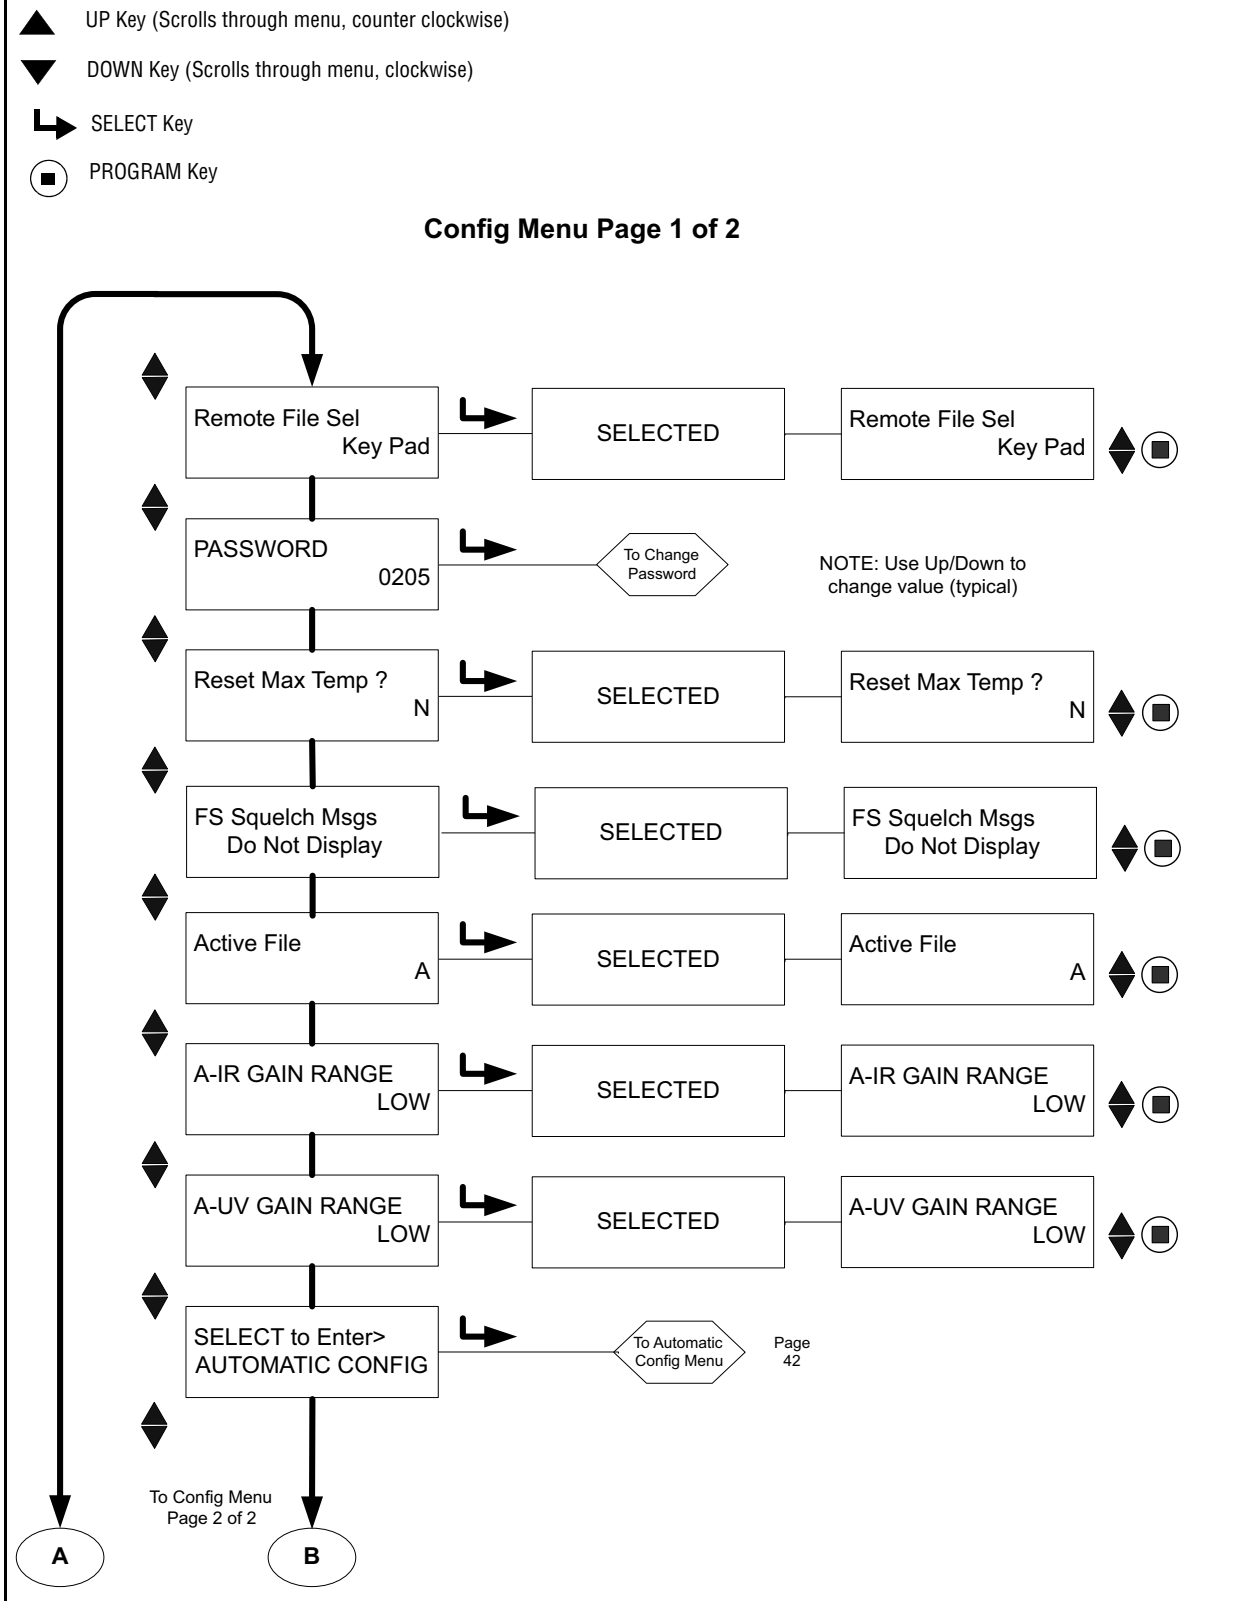 UP Key (Scrolls through menu, counter clockwise)
DOWN Key (Scrolls through menu, clockwise)
SELECT Key
PROGRAM Key
Config Menu Page 1 of 2
Remote File Sel
Key Pad
SELECTED
Remote File Sel
Key Pad
PASSWORD
0205
To Change
Password
NOTE: Use Up/Down to
change value (typical)
Reset Max Temp ?
N
SELECTED
Reset Max Temp ?
N
FS Squelch Msgs
Do Not Display
SELECTED
FS Squelch Msgs
Do Not Display
Active File
A
SELECTED
Active File
A
A-IR GAIN RANGE
LOW
SELECTED
A-IR GAIN RANGE
LOW
A-UV GAIN RANGE
LOW
SELECTED
A-UV GAIN RANGE
LOW
SELECT to Enter>
AUTOMATIC CONFIG
To Automatic
Config Menu
Page
42
To Config Menu
Page 2 of 2
A
B